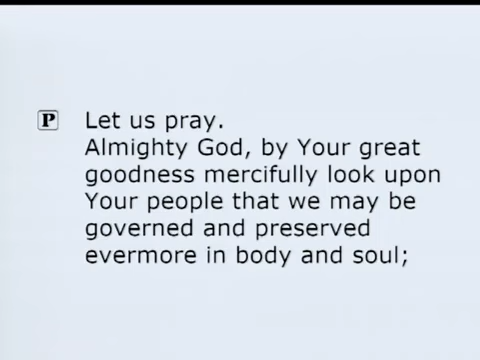 P Let us pray.
Almighty God, by Your great
goodness mercifully look upon
Your people that we may be
governed and preserved
evermore in body and soul;